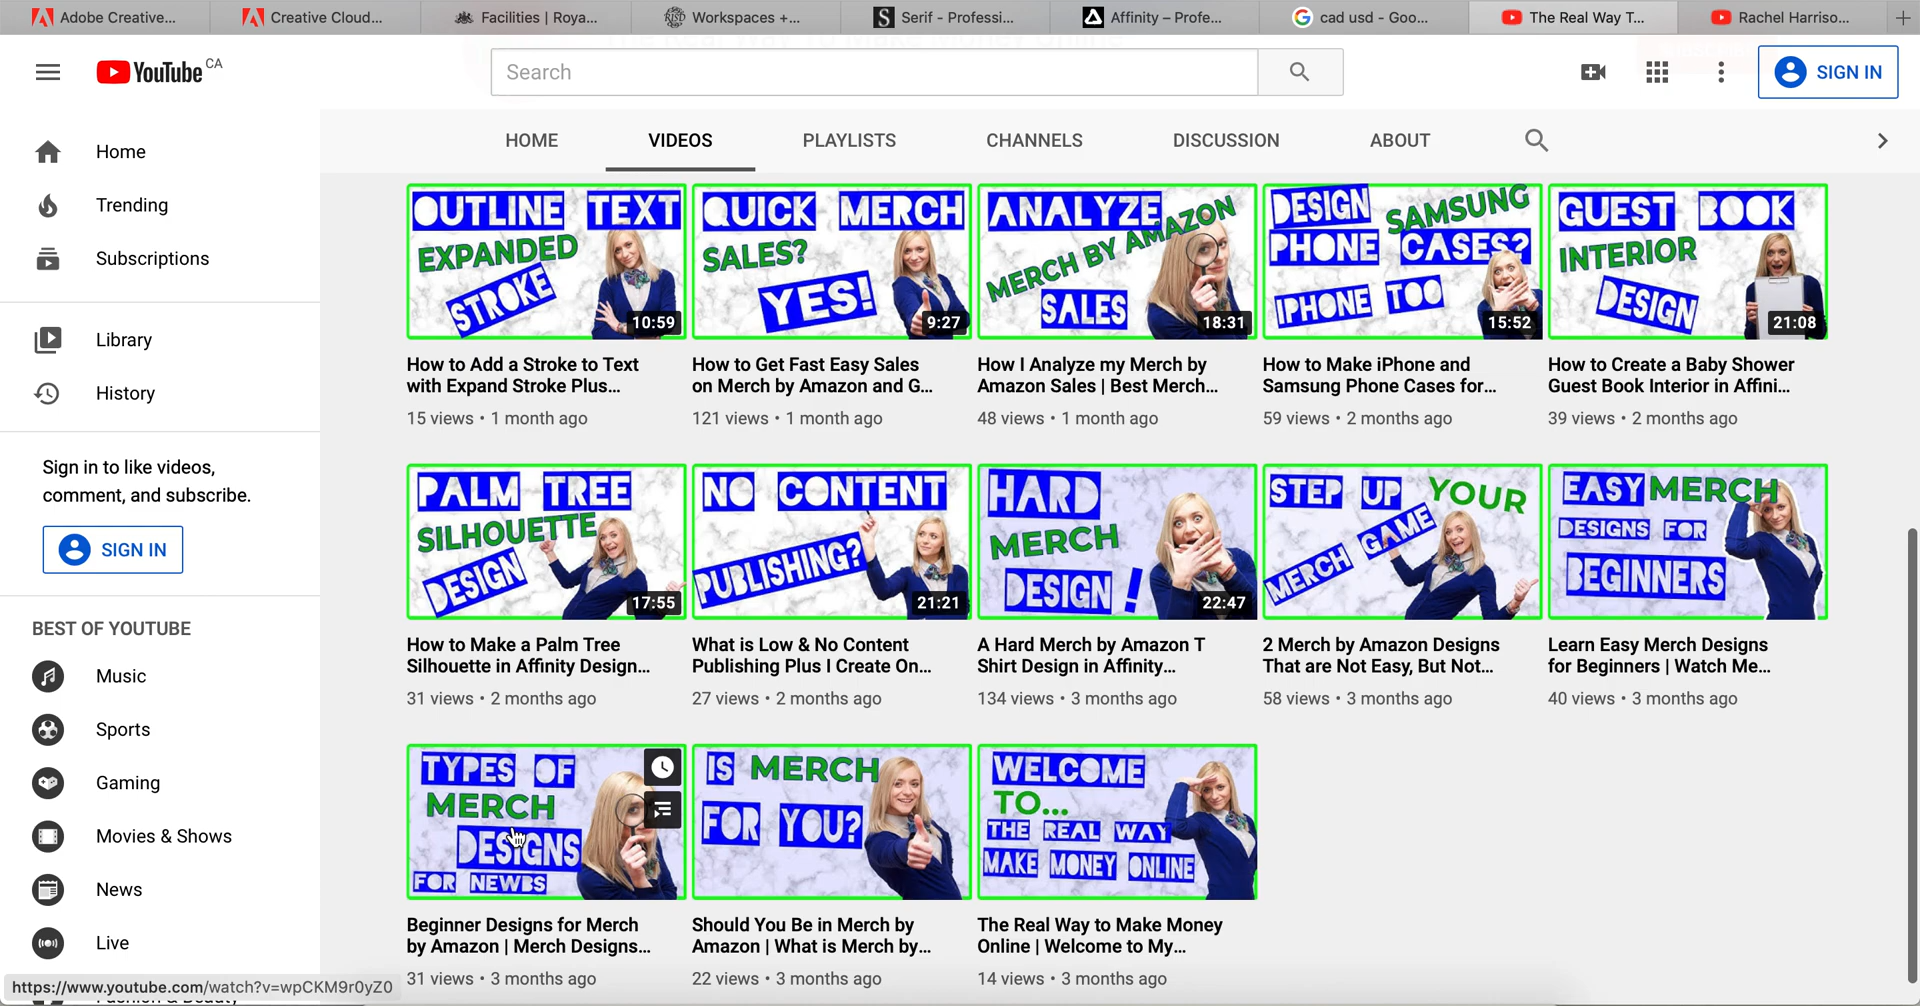 Adobe Creative...
Creative Cloud...
Facilities | Roya...
RISD
Workspaces +...
S
Serif - Professi...
Affinity – Profe...
G
cad usd - Goo...
The Real Way T...
Rachel Harriso...
YouTube CA
Search
SIGN IN
HOME
VIDEOS
PLAYLISTS
CHANNELS
DISCUSSION
ABOUT
Home
Trending
Subscriptions
Library
History
Sign in to like videos,
comment, and subscribe.
SIGN IN
BEST OF YOUTUBE
Music
Sports
Gaming
Movies & Shows
News
Live
https://www.youtube.com/watch?v=wpCKM9r0yZ0
OUTLINE TEXT
EXPANDED
STROKE
10:59
How to Add a Stroke to Text
with Expand Stroke Plus...
15 views • 1 month ago
QUICK MERCH
SALES?
YES!
9:27
How to Get Fast Easy Sales
on Merch by Amazon and G...
121 views • 1 month ago
ANALYZE
MERCH BY AMAZON
SALES
18:31
How I Analyze my Merch by
Amazon Sales | Best Merch...
48 views • 1 month ago
DESIGN
SAMSUNG
PHONE CASES?
IPHONE TOO
15:52
How to Make iPhone and
Samsung Phone Cases for...
59 views • 2 months ago
GUEST BOOK
INTERIOR
DESIGN
21:08
How to Create a Baby Shower
Guest Book Interior in Affini...
39 views • 2 months ago
PALM TREE
SILHOUETTE
DESIGN
17:55
How to Make a Palm Tree
Silhouette in Affinity Design...
31 views • 2 months ago
NO CONTENT
PUBLISHING?
21:21
What is Low & No Content
Publishing Plus I Create On...
27 views • 2 months ago
HARD
MERCH
DESIGN!
22:47
A Hard Merch by Amazon T
Shirt Design in Affinity...
134 views • 3 months ago
STEP UP YOUR
MERCH GAME
2 Merch by Amazon Designs
That are Not Easy, But Not...
58 views • 3 months ago
EASY MERCH
DESIGNS FOR
BEGINNERS
Learn Easy Merch Designs
for Beginners | Watch Me...
40 views • 3 months ago
TYPES OF
MERCH
DESIGNS
FOR NEWBS
Beginner Designs for Merch
by Amazon | Merch Designs...
31 views • 3 months ago
IS MERCH
FOR YOU?
Should You Be in Merch by
Amazon | What is Merch by...
22 views • 3 months ago
WELCOME
TO...
THE REAL WAY
MAKE MONEY ONLINE
The Real Way to Make Money
Online | Welcome to My...
14 views • 3 months ago